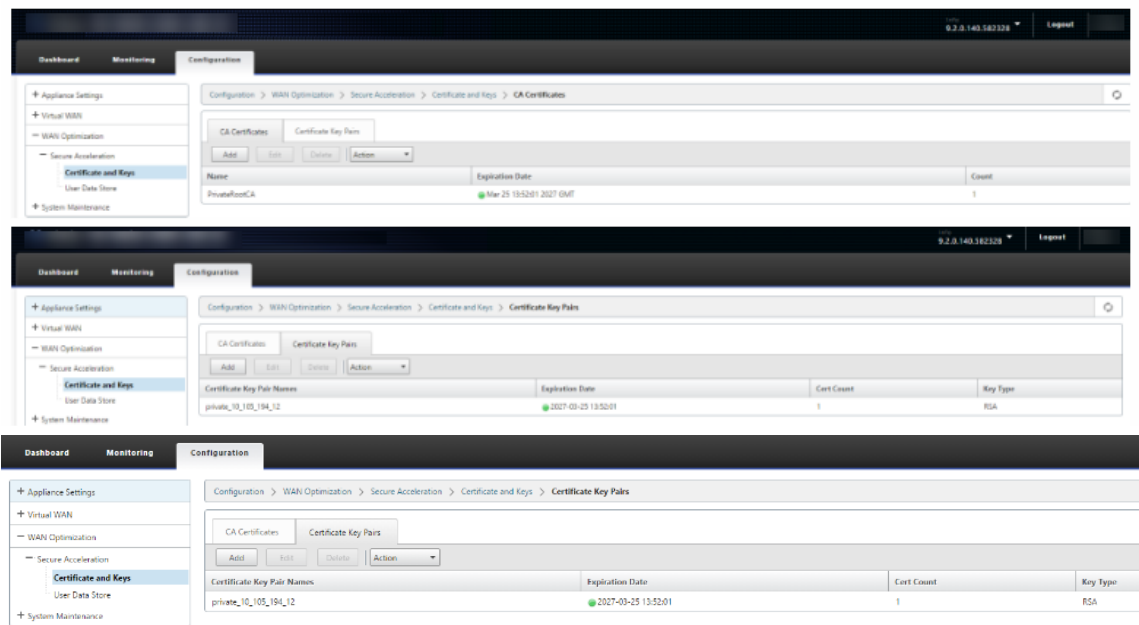 9.2.0.140.582328 Logout
Dashboard Monitoring Configuration
+ Appliance Settings
Configuration > WAN Optimization > Secure Acceleration > Certificate and Keys > CA Certificates
+ Virtual WAN
− WAN Optimization
CA Certificates Certificate Key Pairs
− Secure Acceleration
Add Edit Delete Action
Certificate and Keys
Name Expiration Date Count
User Data Store
PrivateRootCA Mar 25 13:52:01 2027 GMT 1
+ System Maintenance
9.2.0.140.582328 Logout
Dashboard Monitoring Configuration
+ Appliance Settings
Configuration > WAN Optimization > Secure Acceleration > Certificate and Keys > Certificate Key Pairs
+ Virtual WAN
− WAN Optimization
CA Certificates Certificate Key Pairs
− Secure Acceleration
Add Edit Delete Action
Certificate and Keys
Certificate Key Pair Names Expiration Date Cert Count Key Type
User Data Store
private_10_105_194_12 2027-03-25 13:52:01 1 RSA
+ System Maintenance
Dashboard Monitoring Configuration
+ Appliance Settings
Configuration > WAN Optimization > Secure Acceleration > Certificate and Keys > Certificate Key Pairs
+ Virtual WAN
− WAN Optimization
CA Certificates Certificate Key Pairs
− Secure Acceleration
Add Edit Delete Action
Certificate and Keys
Certificate Key Pair Names Expiration Date Cert Count Key Type
User Data Store
private_10_105_194_12 2027-03-25 13:52:01 1 RSA
+ System Maintenance